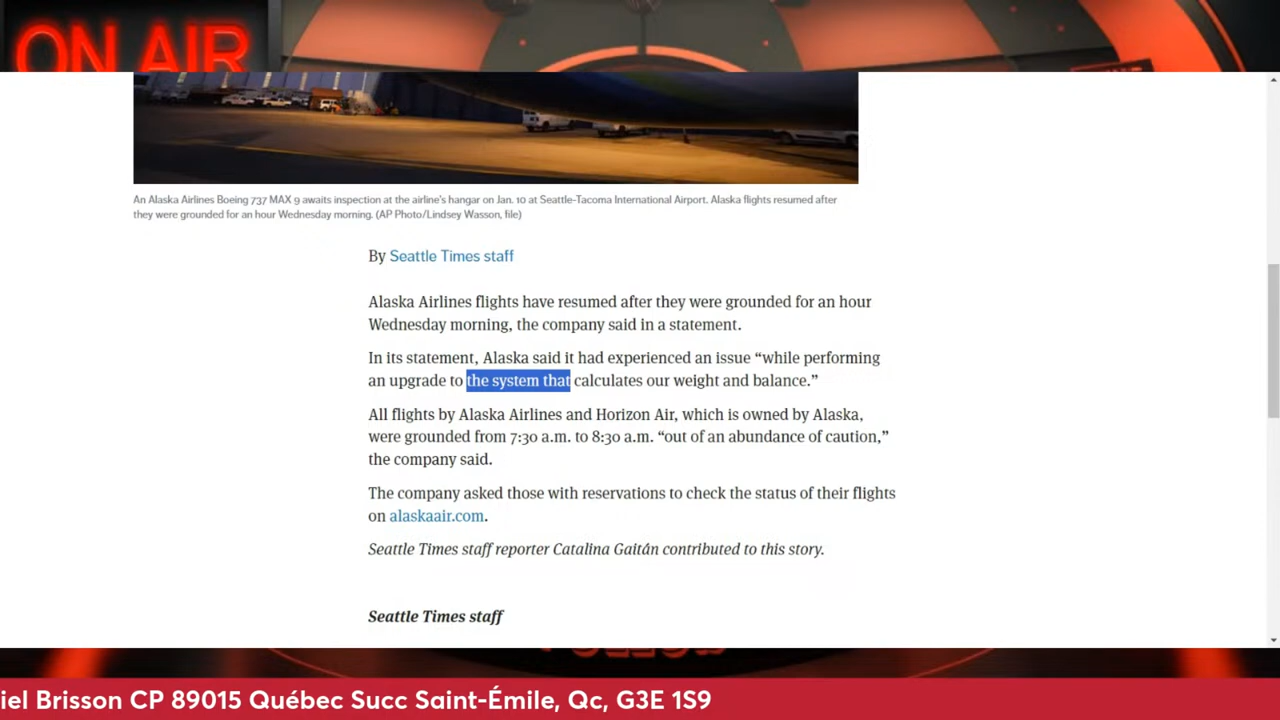 ON AIR
An Alaska Airlines Boeing 737 MAX 9 awaits inspection at the airline's hangar on Jan. 10 at Seattle-Tacoma International Airport. Alaska flights resumed after
they were grounded for an hour Wednesday morning. (AP Photo/Lindsey Wasson, file)
By Seattle Times staff
Alaska Airlines flights have resumed after they were grounded for an hour
Wednesday morning, the company said in a statement.
In its statement, Alaska said it had experienced an issue “while performing
an upgrade to the system that calculates our weight and balance.”
All flights by Alaska Airlines and Horizon Air, which is owned by Alaska,
were grounded from 7:30 a.m. to 8:30 a.m. “out of an abundance of caution,”
the company said.
The company asked those with reservations to check the status of their flights
on alaskaair.com.
Seattle Times staff reporter Catalina Gaitán contributed to this story.
Seattle Times staff
iel Brisson CP 89015 Québec Succ Saint-Émile, Qc, G3E 1S9